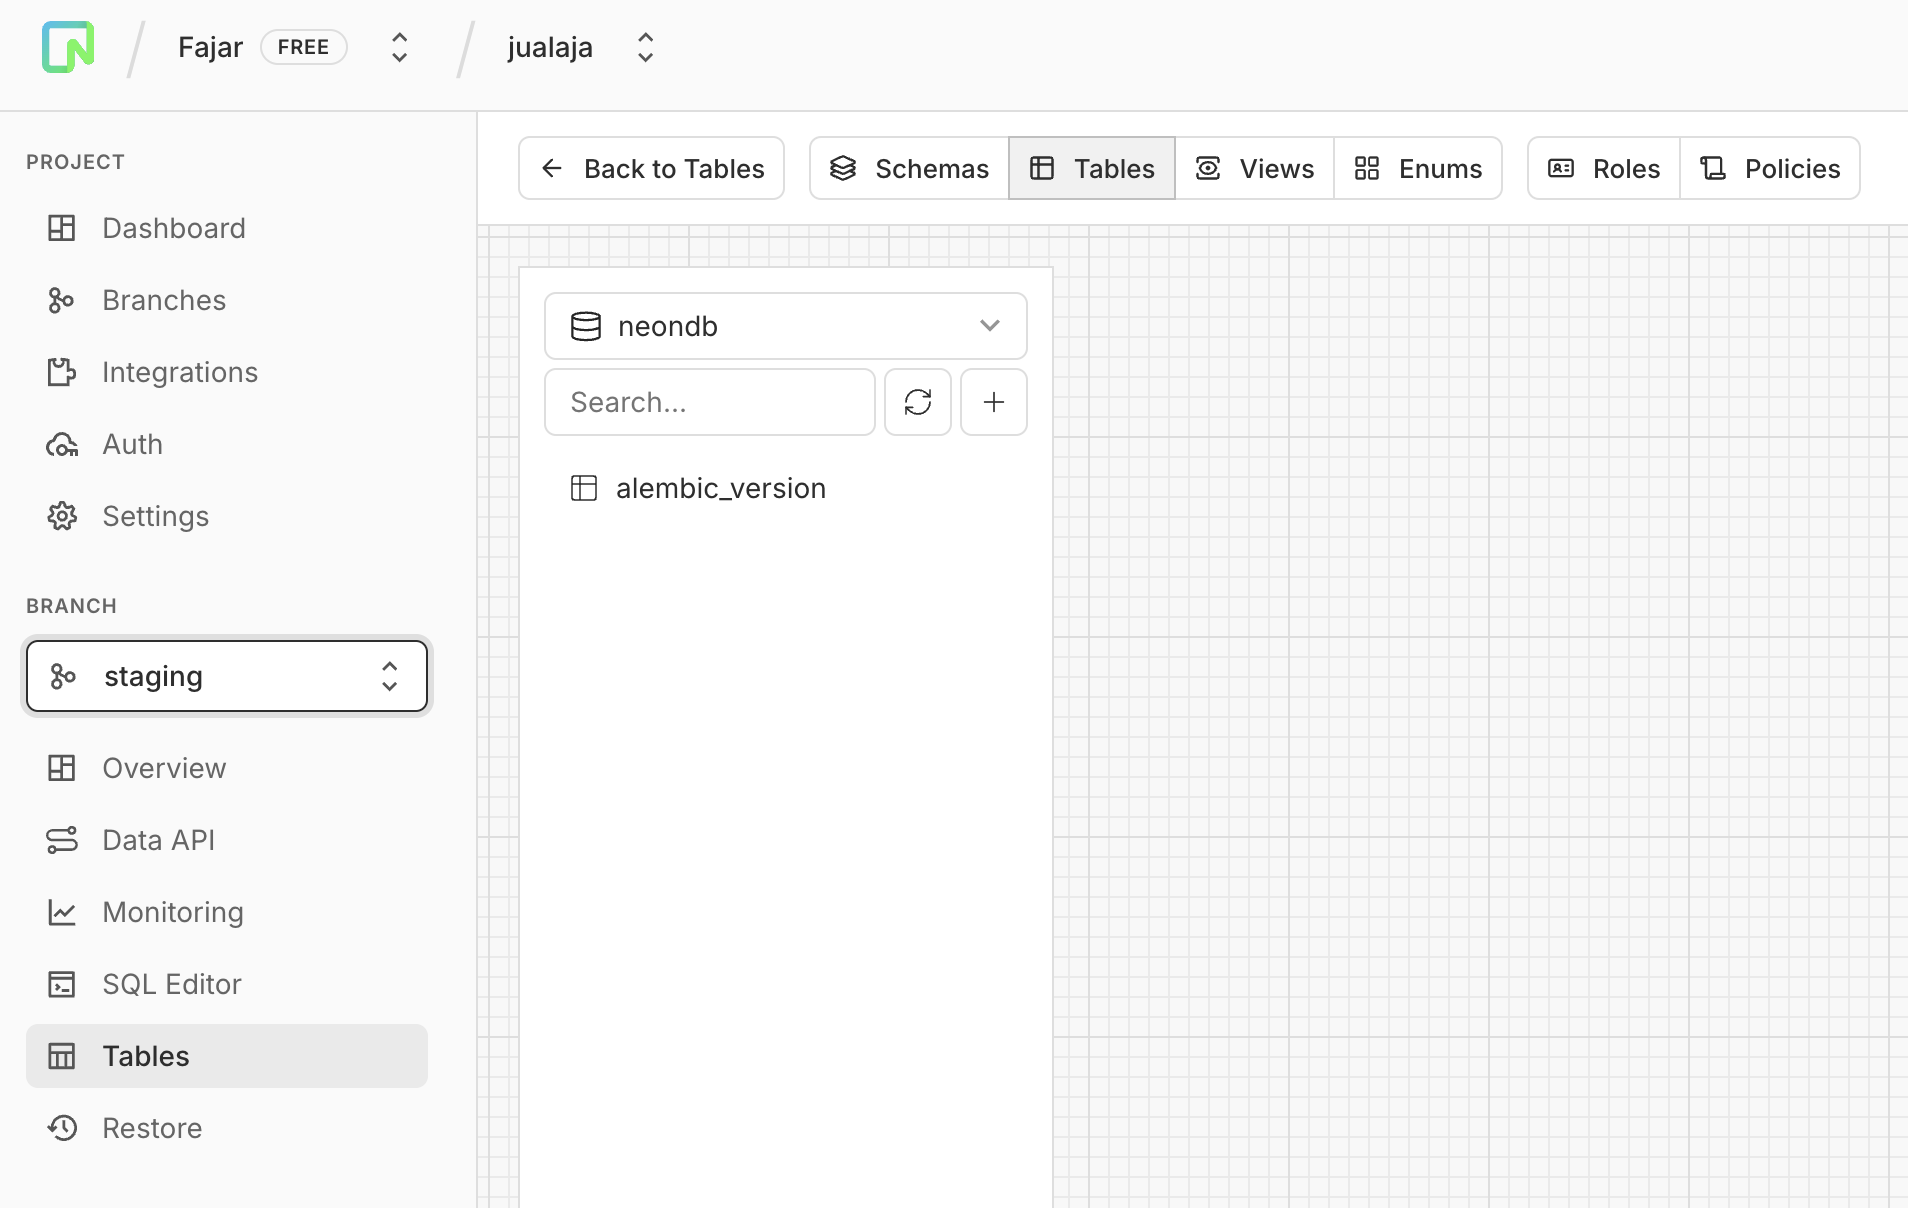 Fajar FREE jualaja
PROJECT
Dashboard
Branches
Integrations
Auth
Settings
BRANCH
staging
Overview
Data API
Monitoring
SQL Editor
Tables
Restore
Back to Tables Schemas Tables Views Enums Roles Policies
neondb
Search...
alembic_version